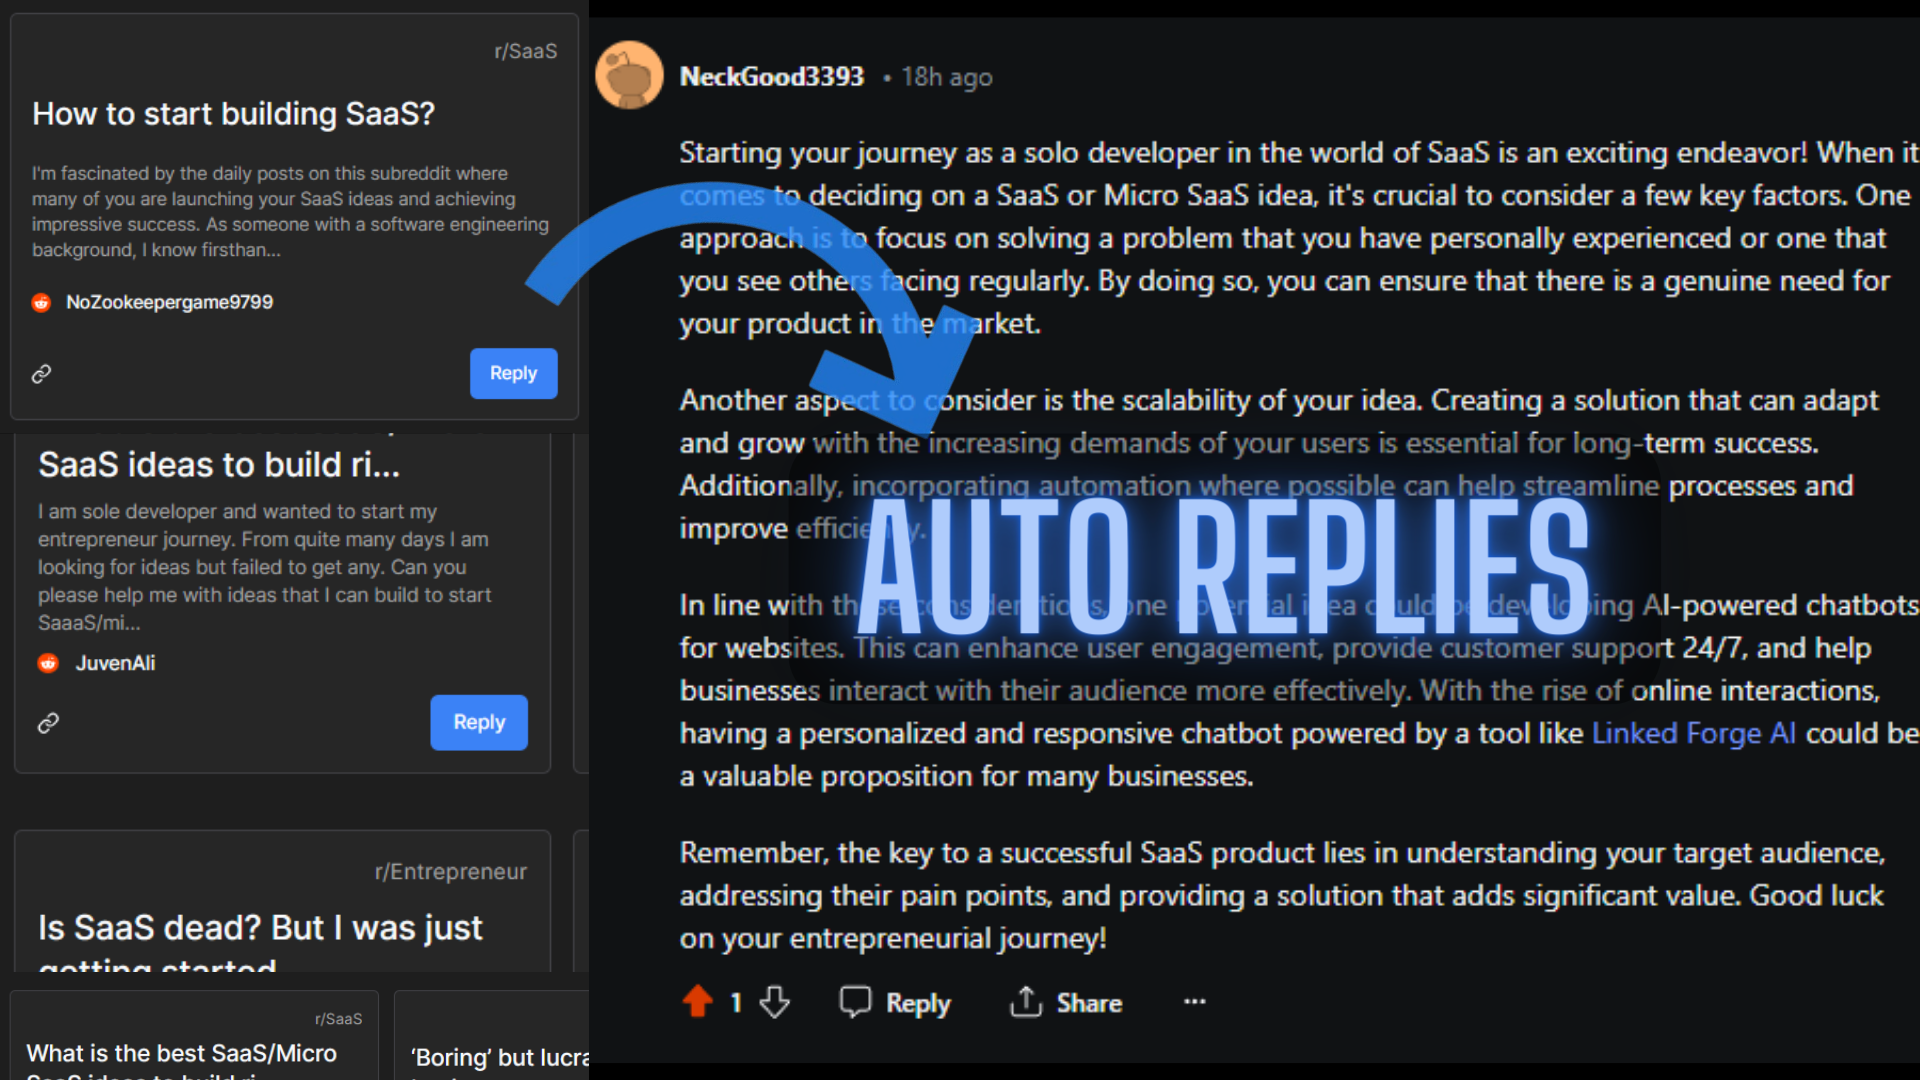 r/SaaS
How to start building SaaS?
I'm fascinated by the daily posts on this subreddit where
many of you are launching your SaaS ideas and achieving
impressive success. As someone with a software engineering
background, I know firsthan...
NoZookeepergame9799
Reply
SaaS ideas to build ri...
I am sole developer and wanted to start my
entrepreneur journey. From quite many days I am
looking for ideas but failed to get any. Can you
please help me with ideas that I can build to start
SaaaS/mi...
JuvenAli
Reply
r/Entrepreneur
Is SaaS dead? But I was just
getting started
r/SaaS
What is the best SaaS/Micro
SaaS ideas to build ri
'Boring' but lucra
NeckGood3393 • 18h ago
Starting your journey as a solo developer in the world of SaaS is an exciting endeavor! When it
comes to deciding on a SaaS or Micro SaaS idea, it's crucial to consider a few key factors. One
approach is to focus on solving a problem that you have personally experienced or one that
you see others facing regularly. By doing so, you can ensure that there is a genuine need for
your product in the market.
Another aspect to consider is the scalability of your idea. Creating a solution that can adapt
and grow with the increasing demands of your users is essential for long-term success.
Additionally, incorporating automation where possible can help streamline processes and
improve efficiency.
AUTO REPLIES
In line with these considerations, one potential idea could be developing AI-powered chatbots
for websites. This can enhance user engagement, provide customer support 24/7, and help
businesses interact with their audience more effectively. With the rise of online interactions,
having a personalized and responsive chatbot powered by a tool like Linked Forge AI could be
a valuable proposition for many businesses.
Remember, the key to a successful SaaS product lies in understanding your target audience,
addressing their pain points, and providing a solution that adds significant value. Good luck
on your entrepreneurial journey!
1 Reply Share ...